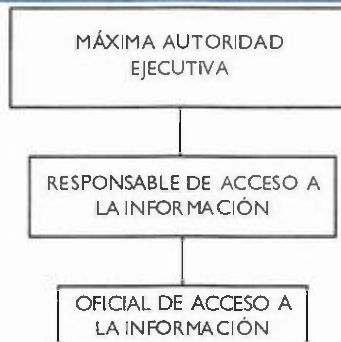 MÁXIMA AUTORIDAD
EJECUTIVA
RESPONSABLE DE ACCESO A
LA INFORMACIÓN
OFICIAL DE ACCESO A
LA INFORMACIÓN